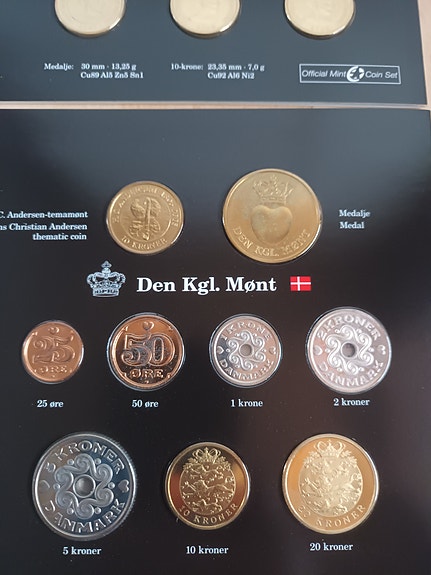 Medalje: 30 mm - 13,25 g
Cu89 Al5 Zn5 Sn1
10-krone: 23,35 mm - 7,0 g
Cu92 Al6 Ni2
Official Mint Coin Set
C. Andersen-temamønt
ns Christian Andersen
thematic coin
10 KRONER
DEN KGL. MØNT
Medalje
Medal
Den Kgl. Mønt
25
ØRE
50
ØRE
1 KRONE
DANMARK
2 KRONER
DANMARK
25 øre
50 øre
1 krone
2 kroner
5 KRONER
DANMARK
10 KRONER
20 KRONER
5 kroner
10 kroner
20 kroner